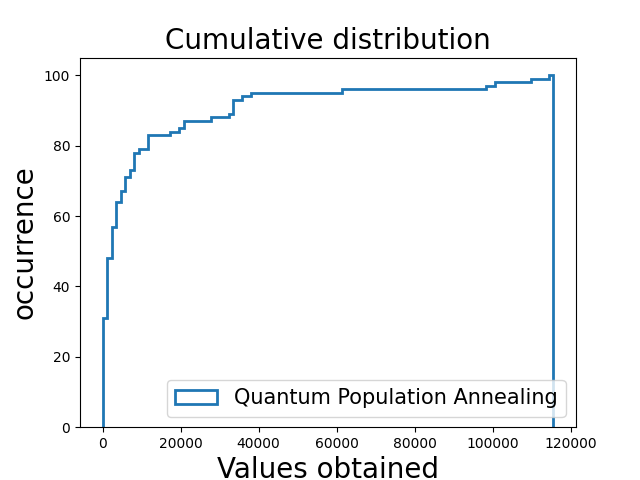 Cumulative distribution
100
80
60
40
20
0
occurrence
Quantum Population Annealing
0 20000 40000 60000 80000 100000 120000
Values obtained